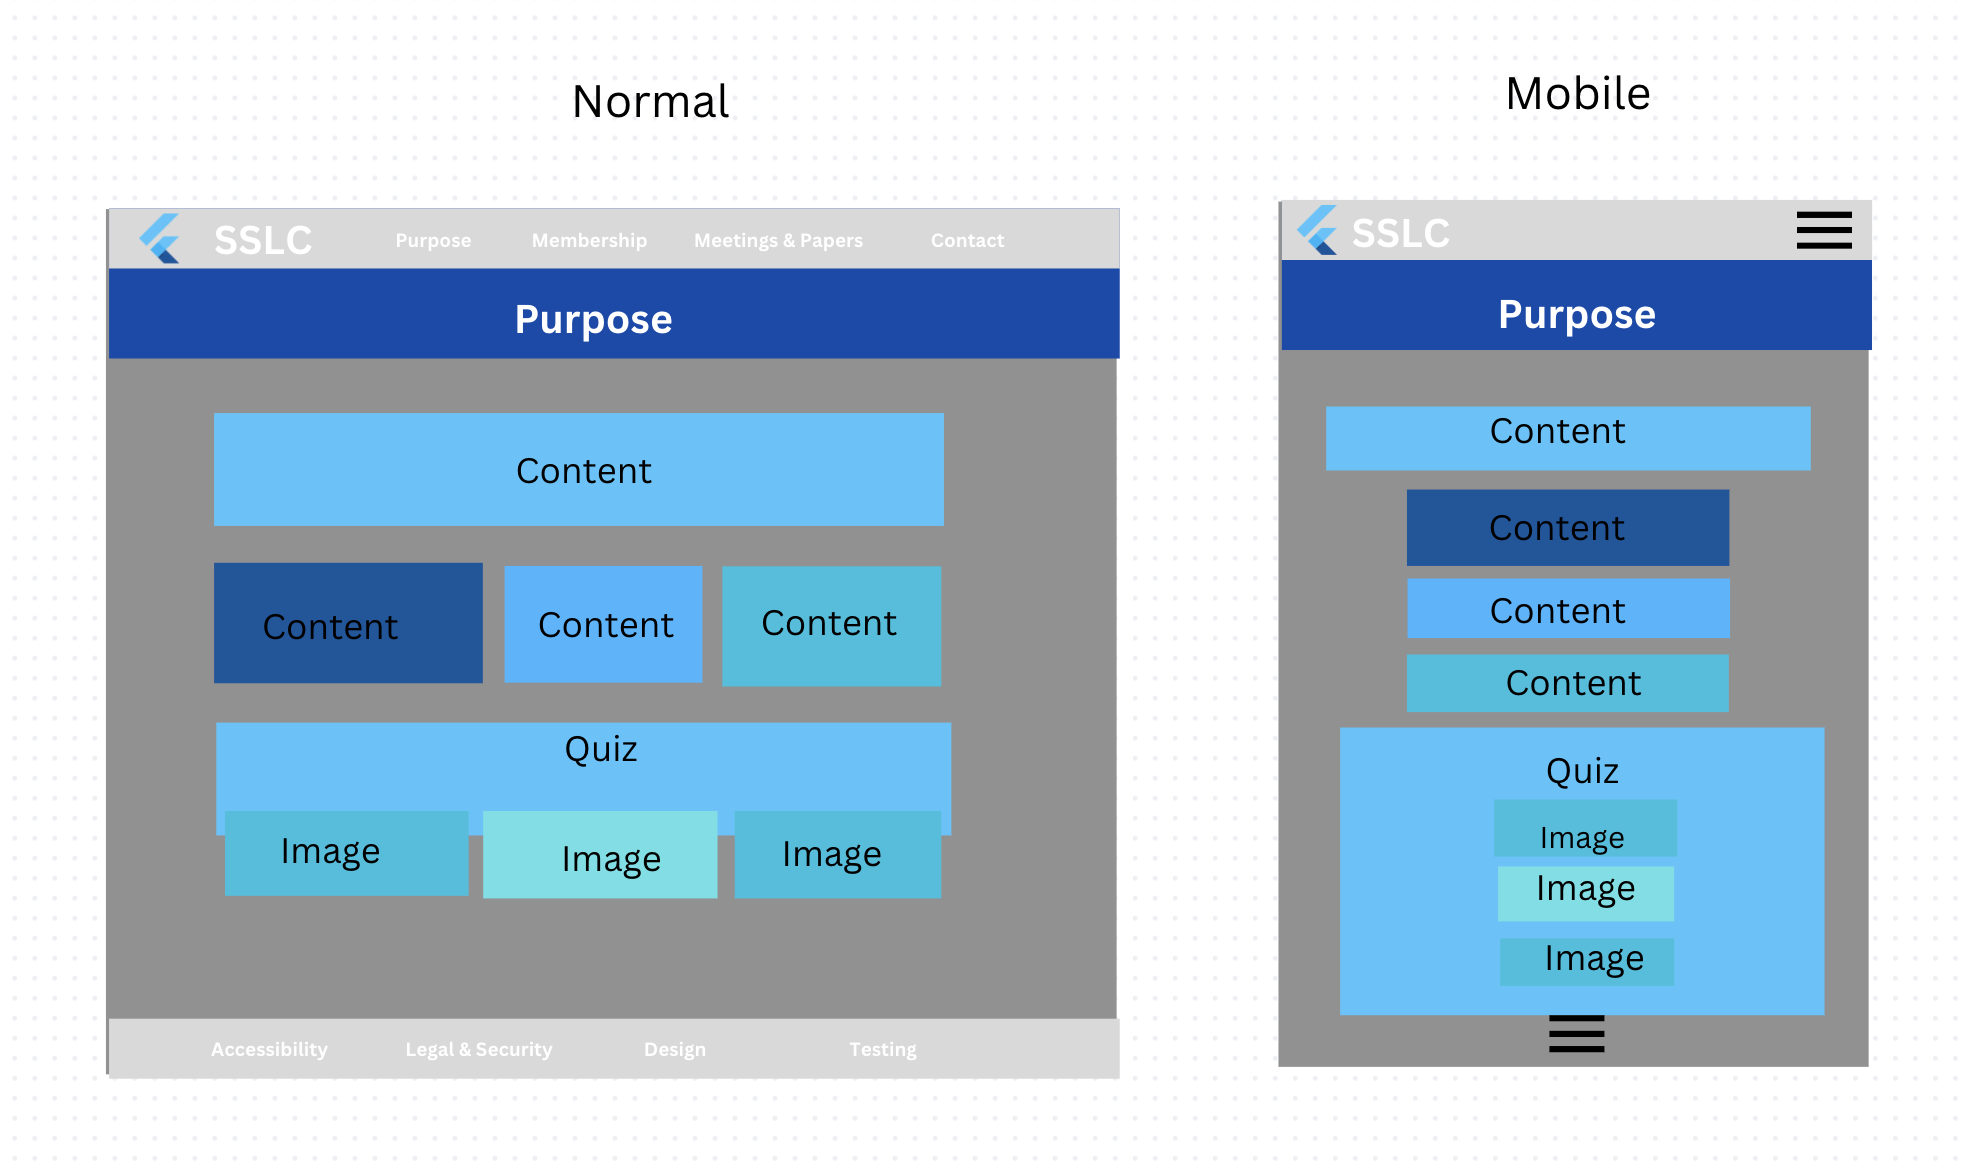 Normal
SSLC
Purpose
Membership
Meetings & Papers
Contact
Purpose
Content
Content
Content
Content
Quiz
Image
Image
Image
Accessibility
Legal & Security
Design
Testing
Mobile
SSLC
Purpose
Content
Content
Content
Content
Quiz
Image
Image
Image